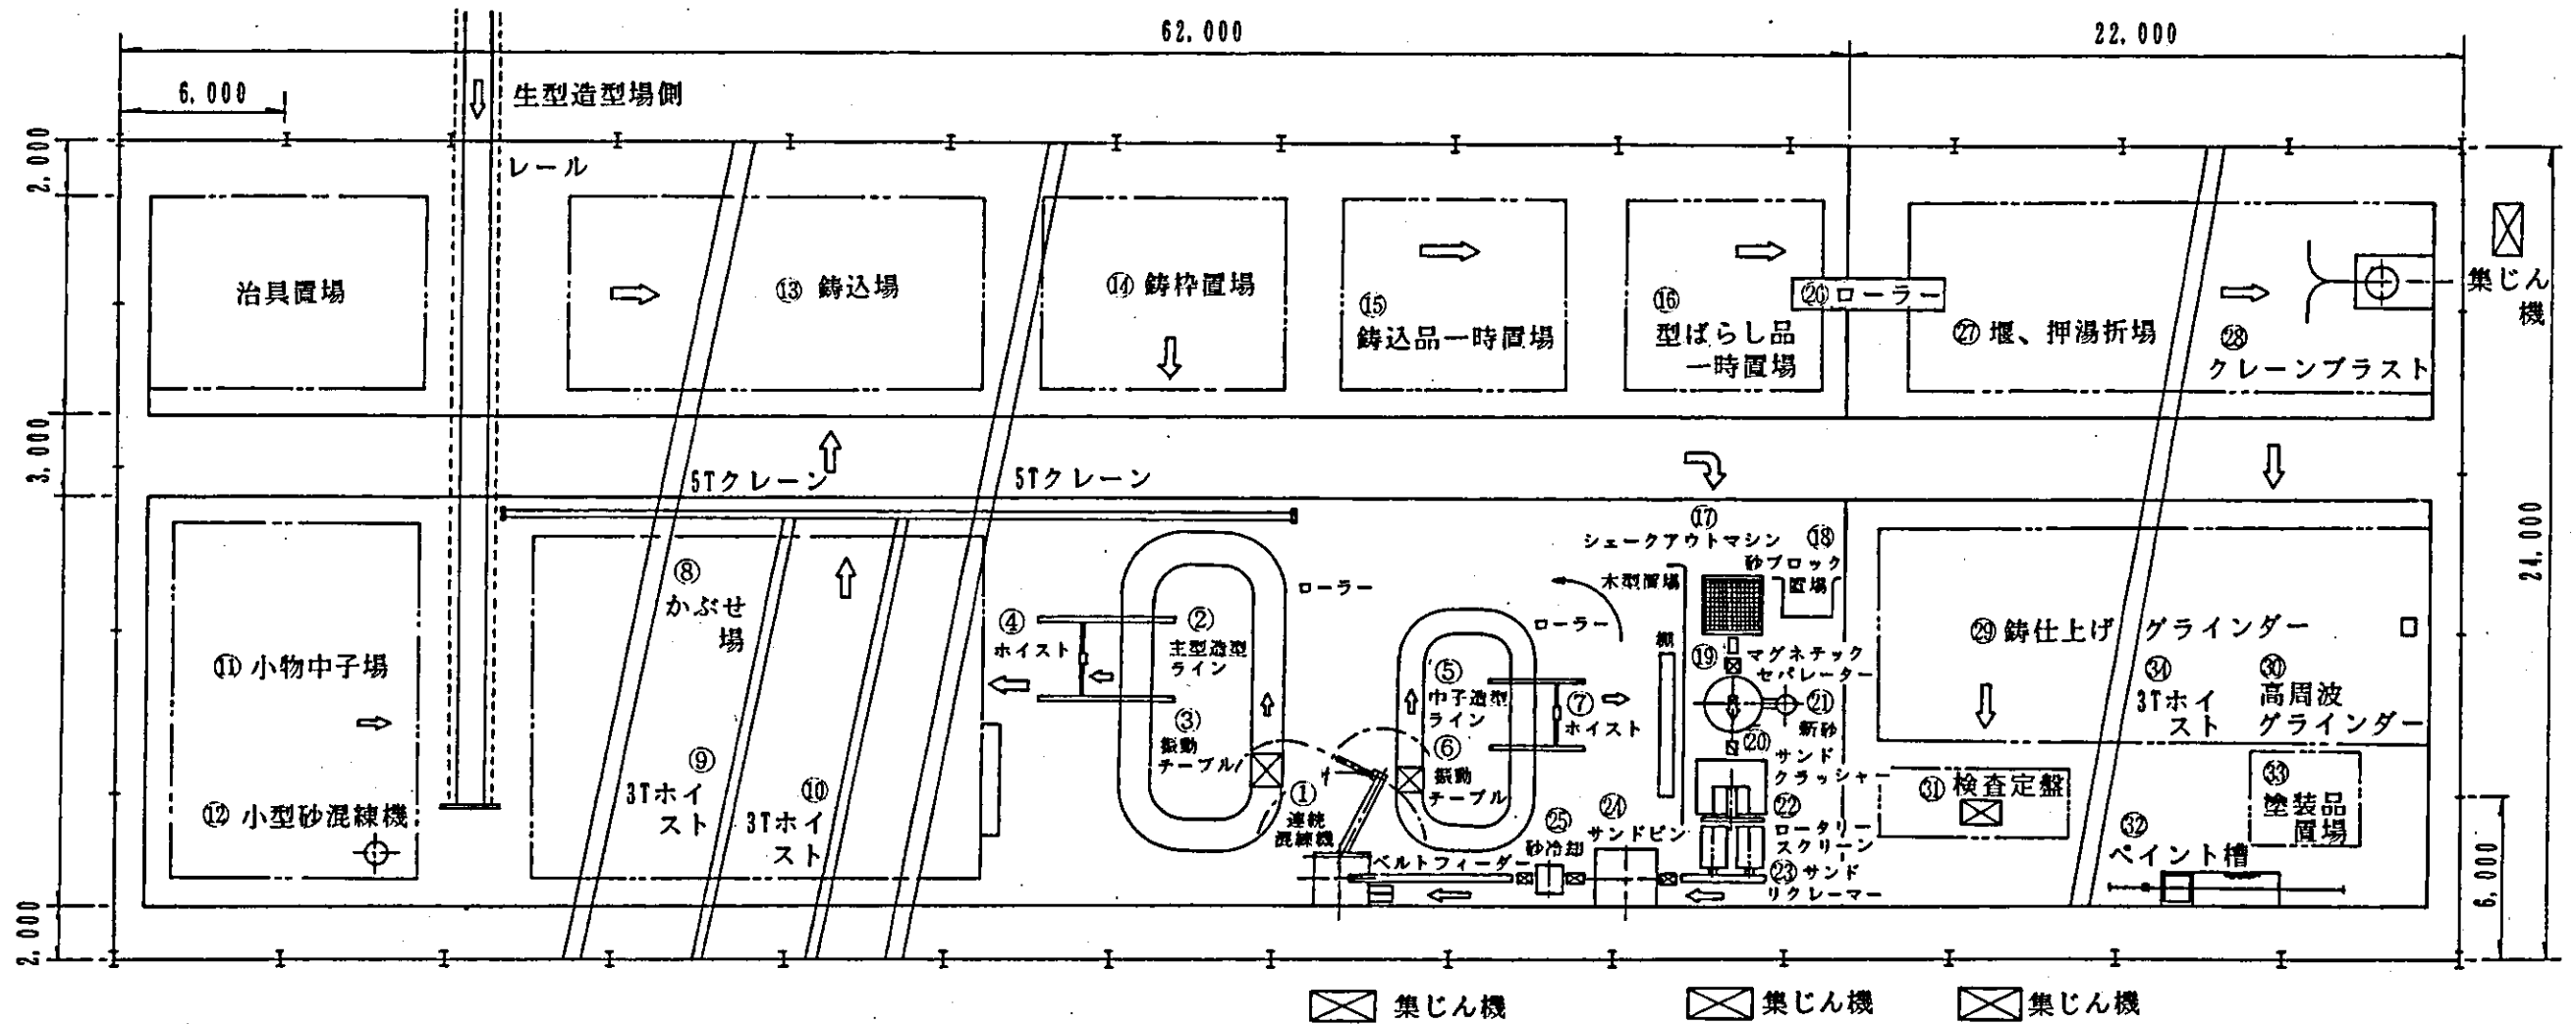 62.000
22.000
6.000
生型造型場側
2.000
レール
治具置場
⑬ 鋳込場
⑭ 鋳枠置場
⑮
鋳込品一時置場
⑯
型ばらし品
一時置場
㉖ ローラー
㉗ 堰、押湯折場
㉘
クレーンブラスト
集じん
機
3.000
5Tクレーン
5Tクレーン
24.000
⑰
シェークアウトマシン
⑱
砂ブロック
置場
木型置場
棚
⑧
かぶせ
場
④
ホイスト
②
主型造型
ライン
③
振動
テーブル
ローラー
ローラー
⑤
中子造型
ライン
⑥
振動
テーブル
⑦
ホイスト
⑲ マグネチック
セパレーター
㉑
新砂
⑳
サンド
クラッシャー
㉒
ロータリー
スクリーン
㉓ サンド
リクレーマー
⑪ 小物中子場
⑫ 小型砂混練機
⑨
3Tホイ
スト
⑩
3Tホイ
スト
①
連続
混練機
ベルトフィーダー
㉕
砂冷却
㉔
サンドビン
㉙ 鋳仕上げ
グラインダー
㉞
3Tホイ
スト
㉚
高周波
グラインダー
㉛ 検査定盤
㉜
ペイント槽
㉝
塗装品
置場
6.000
2.000
集じん機
集じん機
集じん機